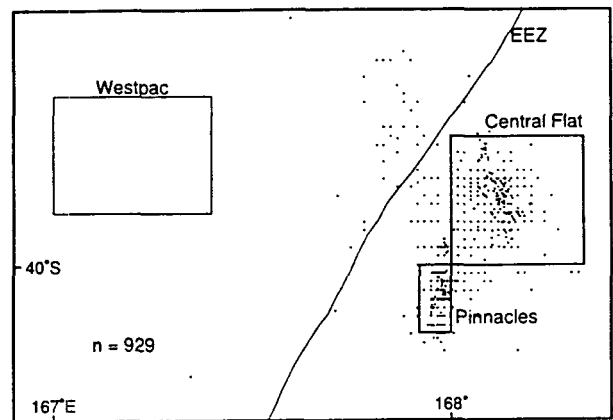 EEZ
Westpac
Central Flat
40°S
Pinnacles
n = 929
167°E
168°